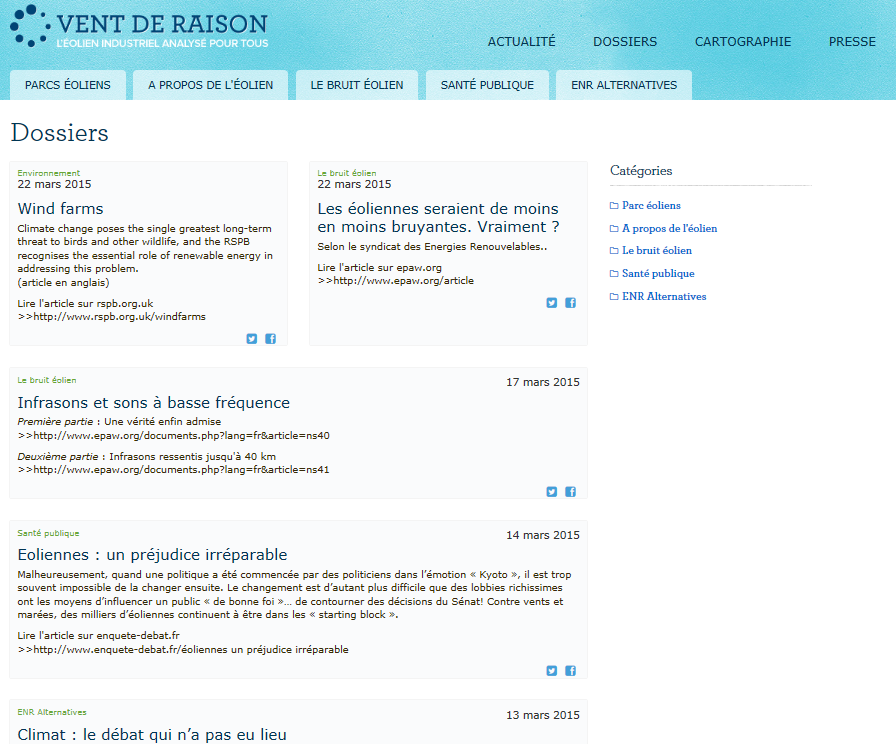 VENT DE RAISON
L'ÉOLIEN INDUSTRIEL ANALYSÉ POUR TOUS
ACTUALITÉ DOSSIERS CARTOGRAPHIE PRESSE
PARCS ÉOLIENS A PROPOS DE L'ÉOLIEN LE BRUIT ÉOLIEN SANTÉ PUBLIQUE ENR ALTERNATIVES
Dossiers
Environnement
22 mars 2015
Wind farms
Climate change poses the single greatest long-term
threat to birds and other wildlife, and the RSPB
recognises the essential role of renewable energy in
addressing this problem.
(article en anglais)
Lire l'article sur rspb.org.uk
>>http://www.rspb.org.uk/windfarms
Le bruit éolien
22 mars 2015
Les éoliennes seraient de moins
en moins bruyantes. Vraiment ?
Selon le syndicat des Energies Renouvelables..
Lire l'article sur epaw.org
>>http://www.epaw.org/article
Catégories
Parc éoliens
A propos de l'éolien
Le bruit éolien
Santé publique
ENR Alternatives
Le bruit éolien
17 mars 2015
Infrasons et sons à basse fréquence
Première partie : Une vérité enfin admise
>>http://www.epaw.org/documents.php?lang=fr&article=ns40
Deuxième partie : Infrasons ressentis jusqu'à 40 km
>>http://www.epaw.org/documents.php?lang=fr&article=ns41
Santé publique
14 mars 2015
Eoliennes : un préjudice irréparable
Malheureusement, quand une politique a été commencée par des politiciens dans l’émotion « Kyoto », il est trop
souvent impossible de la changer ensuite. Le changement est d’autant plus difficile que des lobbies richissimes
ont les moyens d’influencer un public « de bonne foi »… de contourner des décisions du Sénat! Contre vents et
marées, des milliers d’éoliennes continuent à être dans les « starting block ».
Lire l'article sur enquete-debat.fr
>>http://www.enquete-debat.fr/éoliennes un préjudice irréparable
ENR Alternatives
13 mars 2015
Climat : le débat qui n’a pas eu lieu